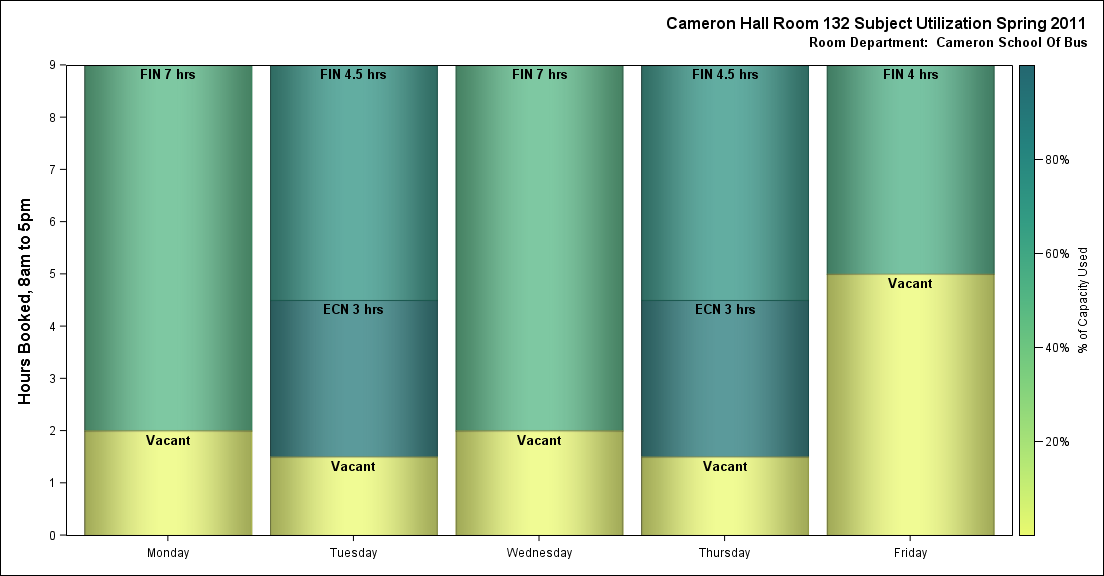 Cameron Hall Room 132 Subject Utilization Spring 2011
Room Department:  Cameron School Of Bus
Hours Booked, 8am to 5pm
9
8
7
6
5
4
3
2
1
0
FIN 7 hrs
Vacant
FIN 4.5 hrs
ECN 3 hrs
Vacant
FIN 7 hrs
Vacant
FIN 4.5 hrs
ECN 3 hrs
Vacant
FIN 4 hrs
Vacant
Monday
Tuesday
Wednesday
Thursday
Friday
80%
60%
40%
20%
% of Capacity Used